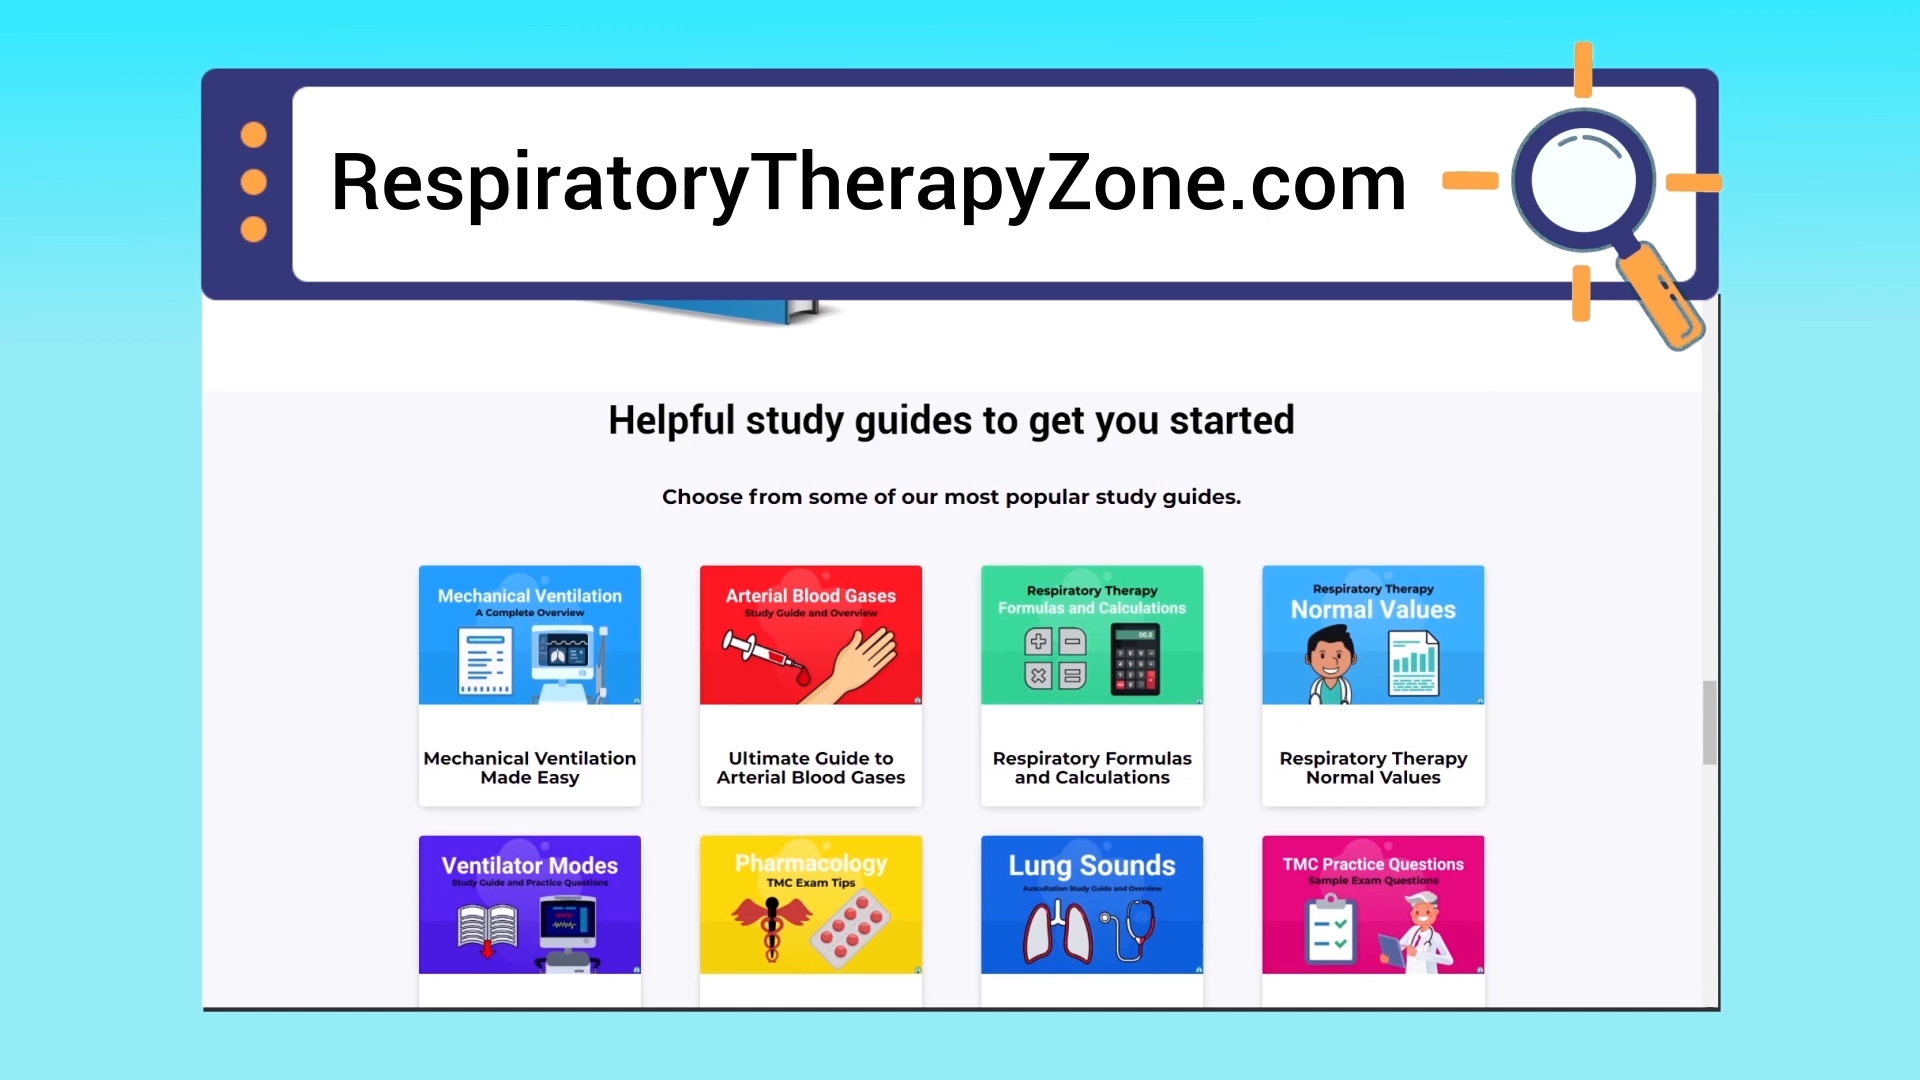 RespiratoryTherapyZone.com
Helpful study guides to get you started
Choose from some of our most popular study guides.
Mechanical Ventilation
A Complete Overview
Mechanical Ventilation
Made Easy
Arterial Blood Gases
Study Guide and Overview
Ultimate Guide to
Arterial Blood Gases
Respiratory Therapy
Formulas and Calculations
00.0
Respiratory Formulas
and Calculations
Respiratory Therapy
Normal Values
Respiratory Therapy
Normal Values
Ventilator Modes
Study Guide and Practice Questions
Pharmacology
TMC Exam Tips
Lung Sounds
Auscultation Study Guide and Overview
TMC Practice Questions
Sample Exam Questions